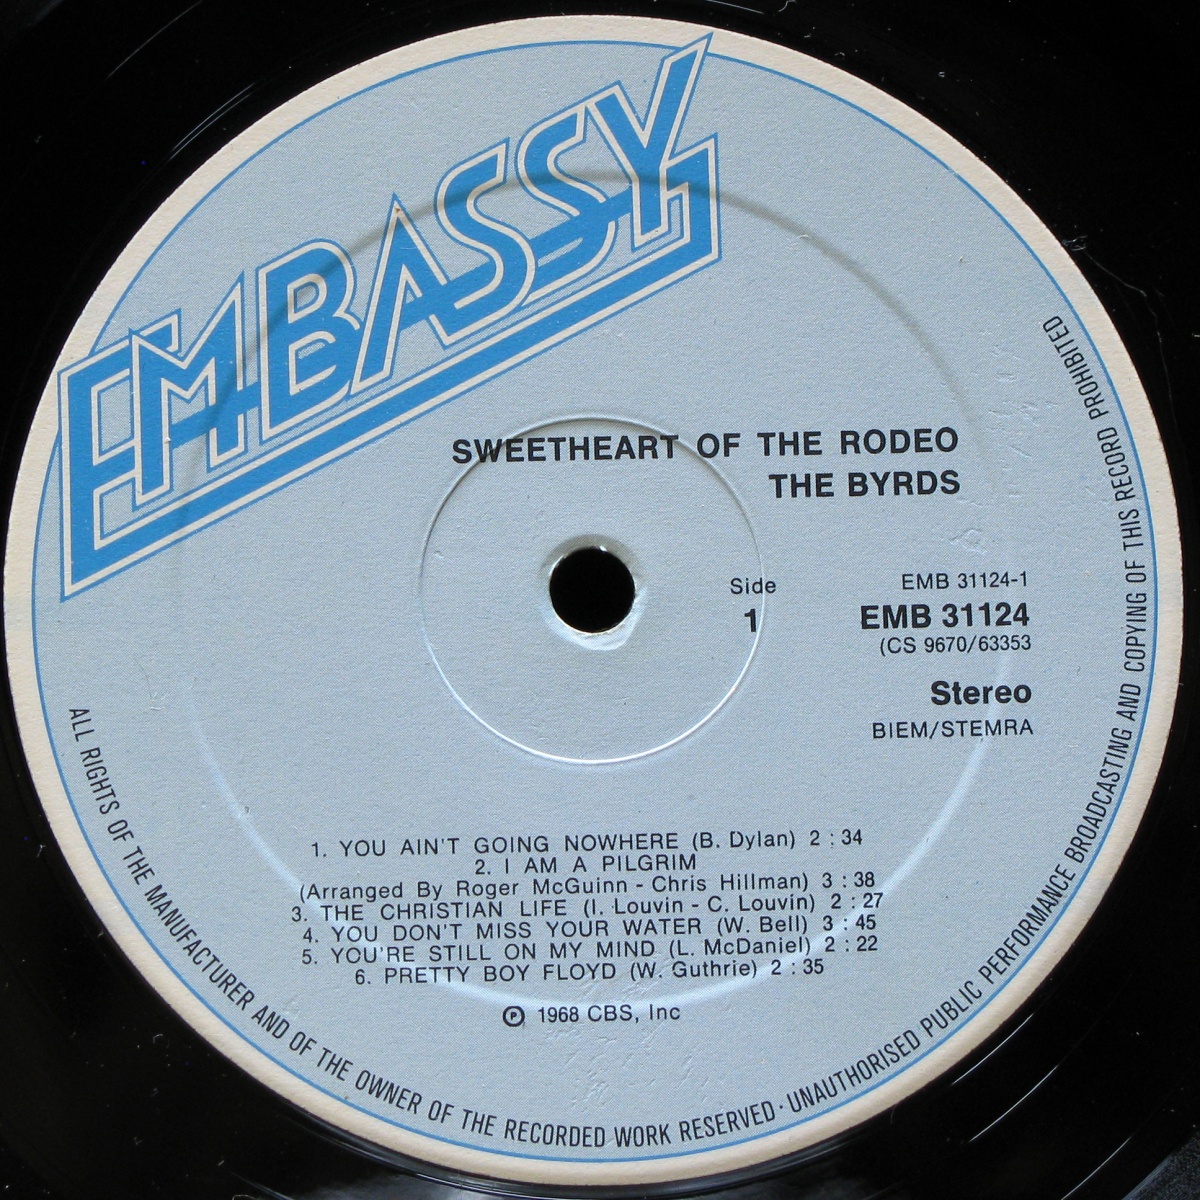 EMBASSY
SWEETHEART OF THE RODEO
THE BYRDS
Side
1
EMB 31124-1
EMB 31124
(CS 9670/63353
Stereo
BIEM/STEMRA
1. YOU AIN'T GOING NOWHERE (B. Dylan) 2 : 34
2. I AM A PILGRIM
(Arranged By Roger McGuinn - Chris Hillman) 3 : 38
3. THE CHRISTIAN LIFE (I. Louvin - C. Louvin) 2 : 27
4. YOU DON'T MISS YOUR WATER (W. Bell) 3 : 45
5. YOU'RE STILL ON MY MIND (L. McDaniel) 2 : 22
6. PRETTY BOY FLOYD (W. Guthrie) 2 : 35
℗ 1968 CBS, Inc
ALL RIGHTS OF THE MANUFACTURER AND OF THE OWNER OF THE RECORDED WORK RESERVED · UNAUTHORISED PUBLIC PERFORMANCE BROADCASTING AND COPYING OF THIS RECORD PROHIBITED